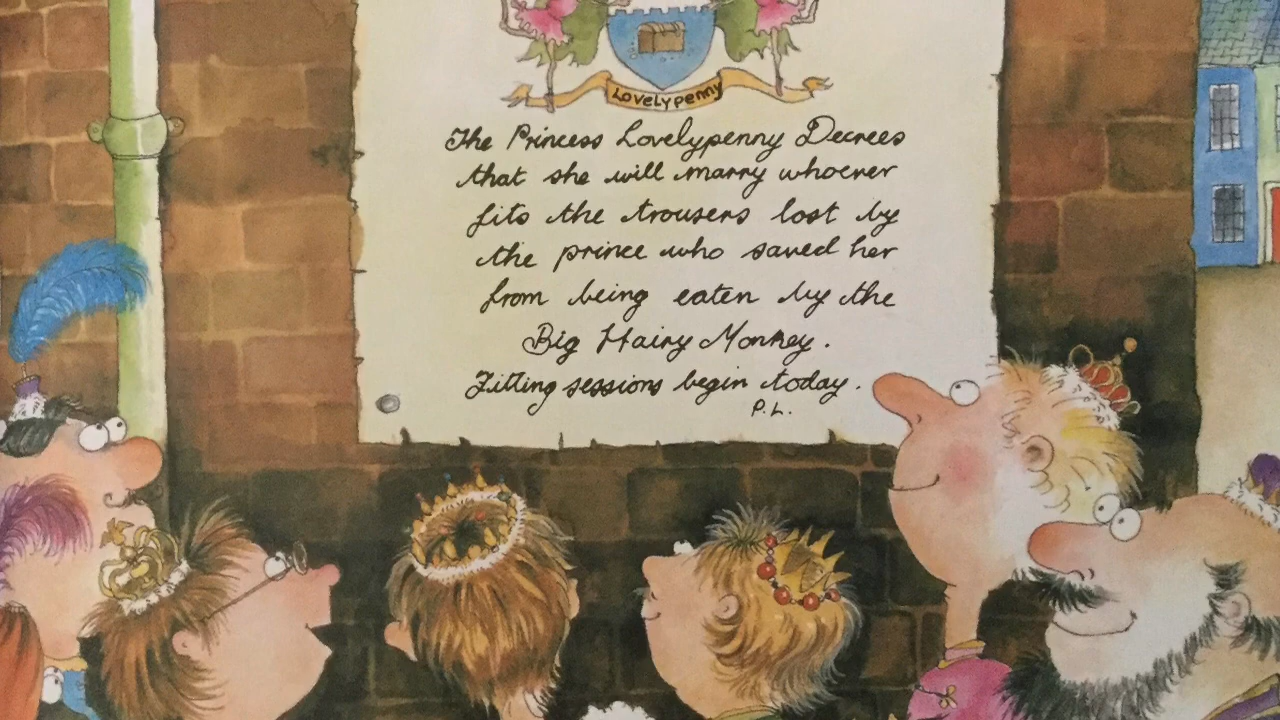 Lovelypenny
The Princess Lovelypenny Decrees
that she will marry whoever
fits the trousers lost by
the prince who saved her
from being eaten by the
Big Hairy Monkey.
Fitting sessions begin today.
P.L.